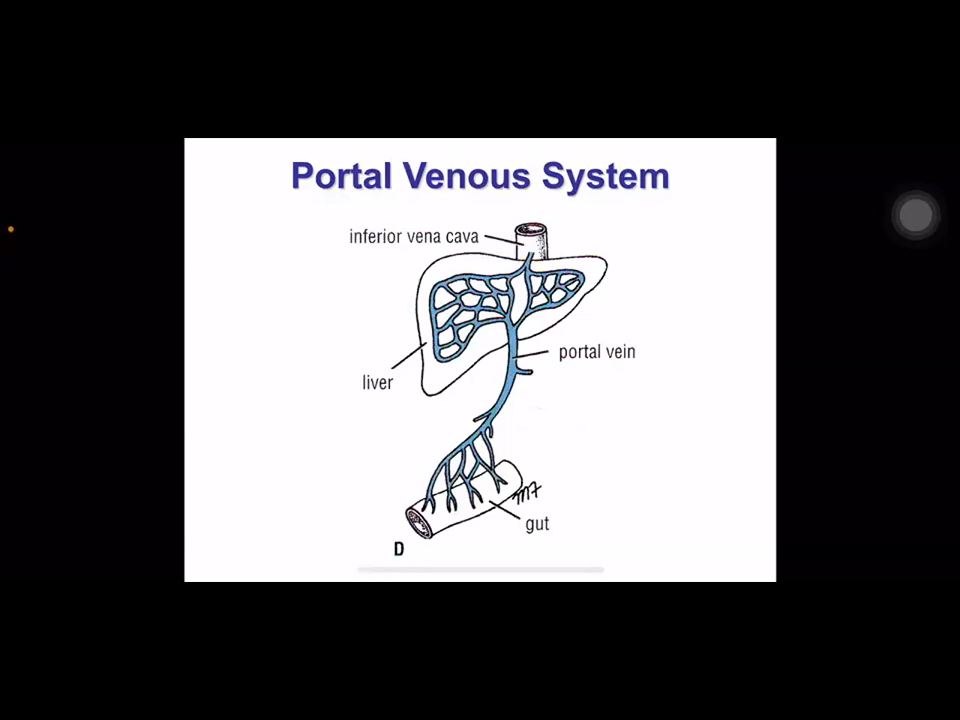 Portal Venous System
inferior vena cava
portal vein
liver
gut
D